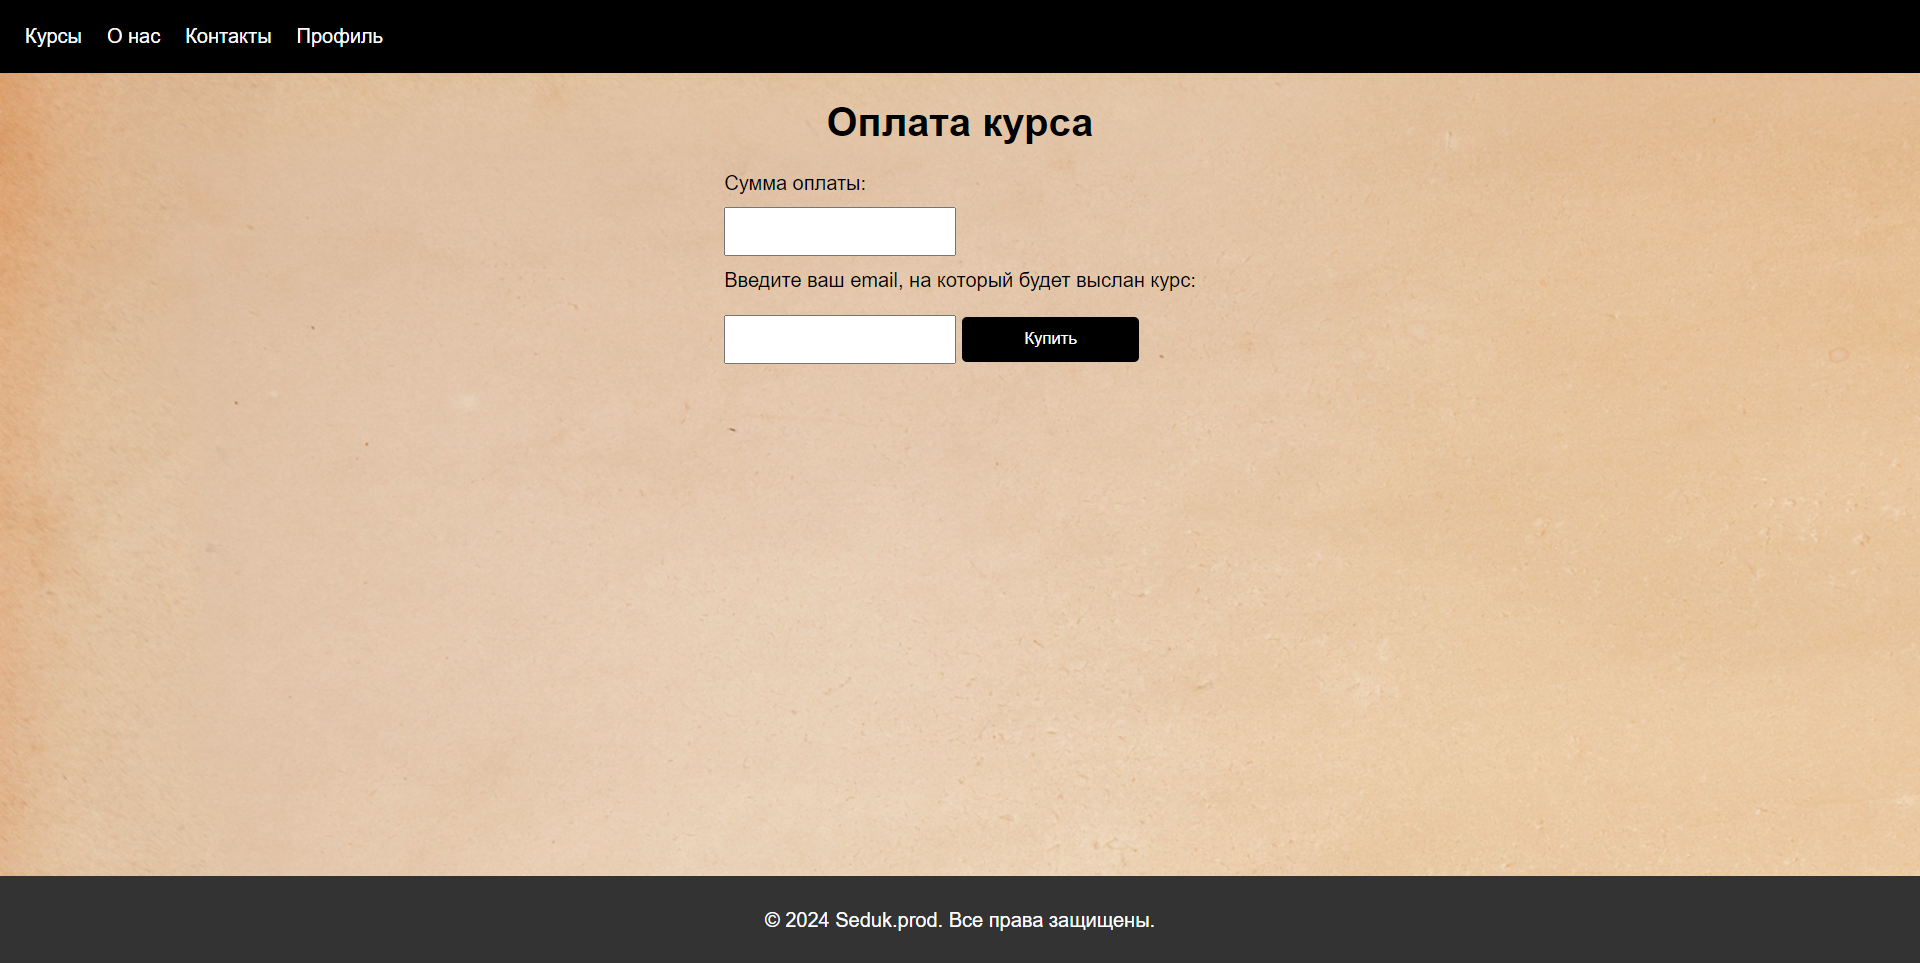 Курсы О нас Контакты Профиль
Оплата курса
Сумма оплаты:
Введите ваш email, на который будет выслан курс:
Купить
© 2024 Seduk.prod. Все права защищены.